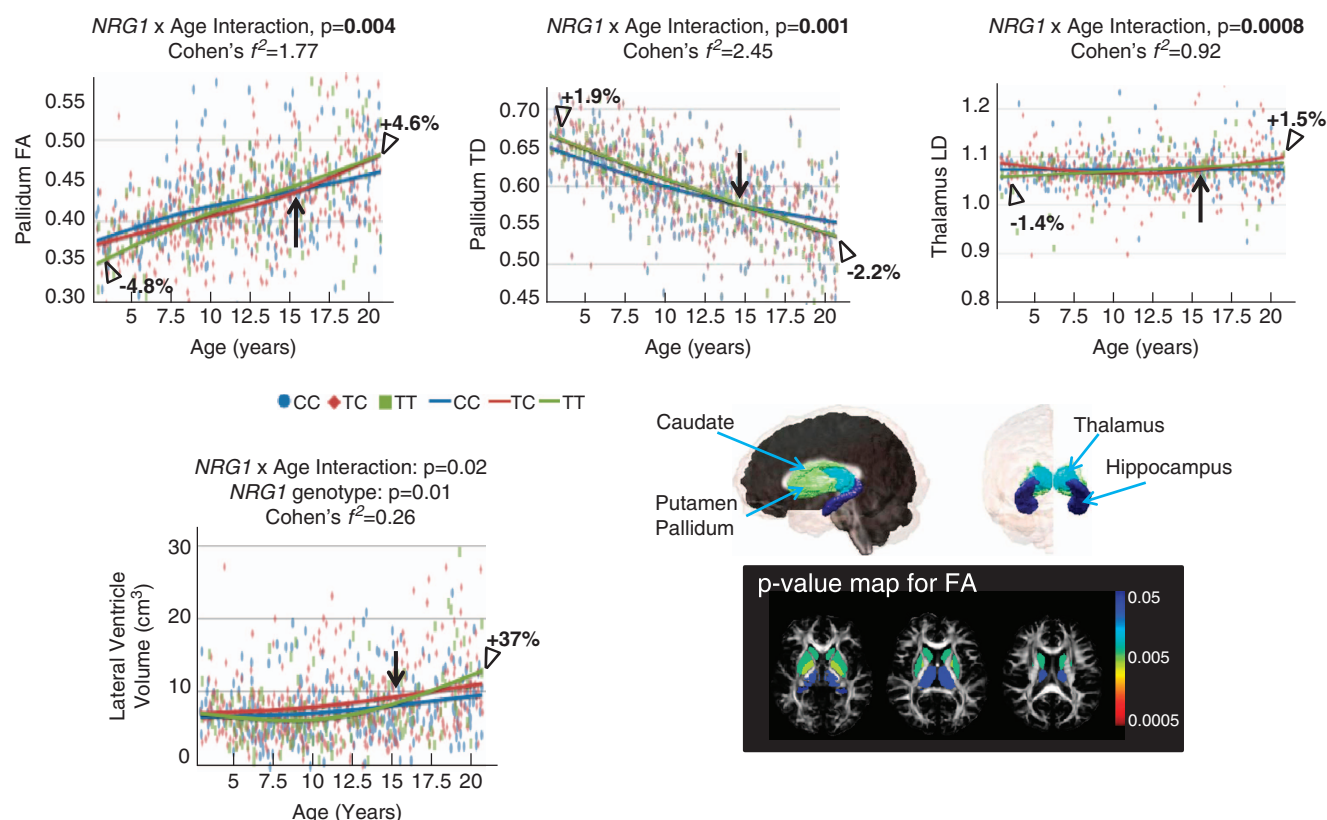 NRG1 x Age Interaction, p=0.004
Cohen's f²=1.77
Pallidum FA
0.55
0.50
0.45
0.40
0.35
0.30
+4.6%
-4.8%
5 7.5 10 12.5 15 17.5 20
Age (years)
NRG1 x Age Interaction, p=0.001
Cohen's f²=2.45
Pallidum TD
0.70
0.65
0.60
0.55
0.50
0.45
+1.9%
-2.2%
5 7.5 10 12.5 15 17.5 20
Age (years)
NRG1 x Age Interaction, p=0.0008
Cohen's f²=0.92
Thalamus LD
1.2
1.1
1.0
0.9
0.8
+1.5%
-1.4%
5 7.5 10 12.5 15 17.5 20
Age (years)
CC TC TT CC TC TT
NRG1 x Age Interaction: p=0.02
NRG1 genotype: p=0.01
Cohen's f²=0.26
Lateral Ventricle
Volume (cm³)
30
20
10
0
+37%
5 7.5 10 12.5 15 17.5 20
Age (Years)
Caudate
Putamen
Pallidum
Thalamus
Hippocampus
p-value map for FA
0.05
0.005
0.0005